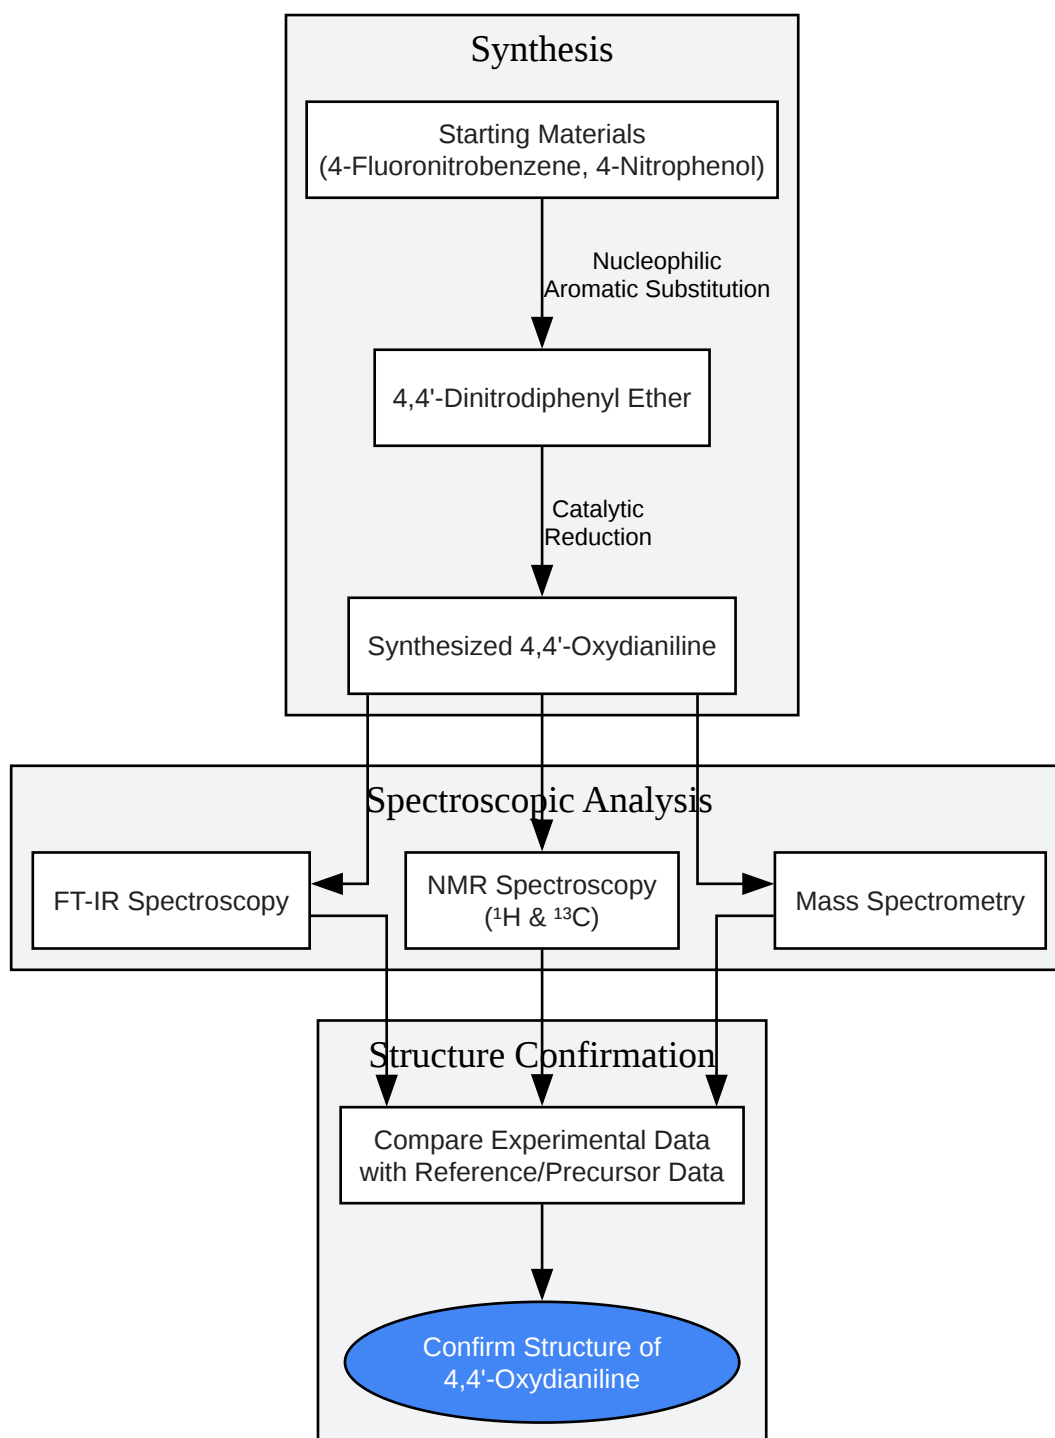 Synthesis
Starting Materials
(4-Fluoronitrobenzene, 4-Nitrophenol)
Nucleophilic
Aromatic Substitution
4,4'-Dinitrodiphenyl Ether
Catalytic
Reduction
Synthesized 4,4'-Oxydianiline
Spectroscopic Analysis
FT-IR Spectroscopy
NMR Spectroscopy
(¹H & ¹³C)
Mass Spectrometry
Structure Confirmation
Compare Experimental Data
with Reference/Precursor Data
Confirm Structure of
4,4'-Oxydianiline